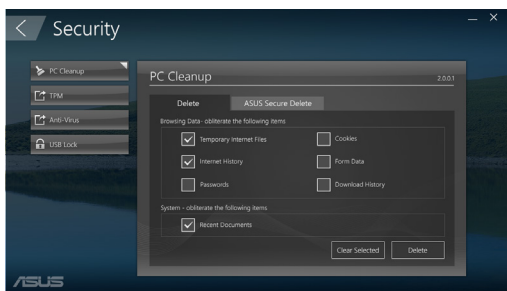 Security
PC Cleanup
TPM
Anti-Virus
USB Lock
PC Cleanup 2.0.0.1
Delete ASUS Secure Delete
Browsing Data- obliterate the following items
Temporary Internet Files Cookies
Internet History Form Data
Passwords Download History
System - obliterate the following items
Recent Documents
Clear Selected Delete
ASUS